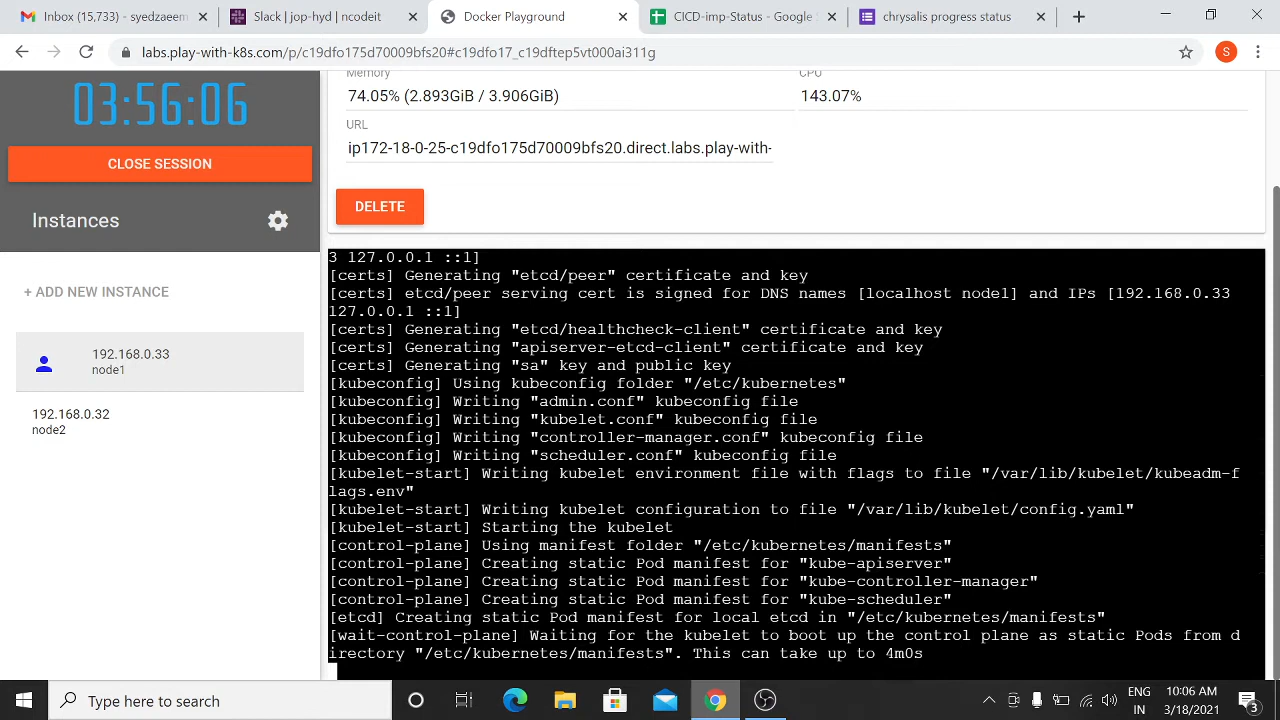 Inbox (15,733) - syedzeem
Slack | jop-hyd | ncodeit
Docker Playground
CICD-imp-Status - Google S
chrysalis progress status
labs.play-with-k8s.com/p/c19dfo175d70009bfs20#c19dfo17_c19dftep5vt000ai311g
S
03:56:06
CLOSE SESSION
Instances
+ ADD NEW INSTANCE
192.168.0.33
node1
192.168.0.32
node2
Memory
CPU
74.05% (2.893GiB / 3.906GiB)
143.07%
URL
ip172-18-0-25-c19dfo175d70009bfs20.direct.labs.play-with-
DELETE
3 127.0.0.1 ::1]
[certs] Generating "etcd/peer" certificate and key
[certs] etcd/peer serving cert is signed for DNS names [localhost node1] and IPs [192.168.0.33
127.0.0.1 ::1]
[certs] Generating "etcd/healthcheck-client" certificate and key
[certs] Generating "apiserver-etcd-client" certificate and key
[certs] Generating "sa" key and public key
[kubeconfig] Using kubeconfig folder "/etc/kubernetes"
[kubeconfig] Writing "admin.conf" kubeconfig file
[kubeconfig] Writing "kubelet.conf" kubeconfig file
[kubeconfig] Writing "controller-manager.conf" kubeconfig file
[kubeconfig] Writing "scheduler.conf" kubeconfig file
[kubelet-start] Writing kubelet environment file with flags to file "/var/lib/kubelet/kubeadm-f
lags.env"
[kubelet-start] Writing kubelet configuration to file "/var/lib/kubelet/config.yaml"
[kubelet-start] Starting the kubelet
[control-plane] Using manifest folder "/etc/kubernetes/manifests"
[control-plane] Creating static Pod manifest for "kube-apiserver"
[control-plane] Creating static Pod manifest for "kube-controller-manager"
[control-plane] Creating static Pod manifest for "kube-scheduler"
[etcd] Creating static Pod manifest for local etcd in "/etc/kubernetes/manifests"
[wait-control-plane] Waiting for the kubelet to boot up the control plane as static Pods from d
irectory "/etc/kubernetes/manifests". This can take up to 4m0s
Type here to search
ENG
IN
10:06 AM
3/18/2021
3